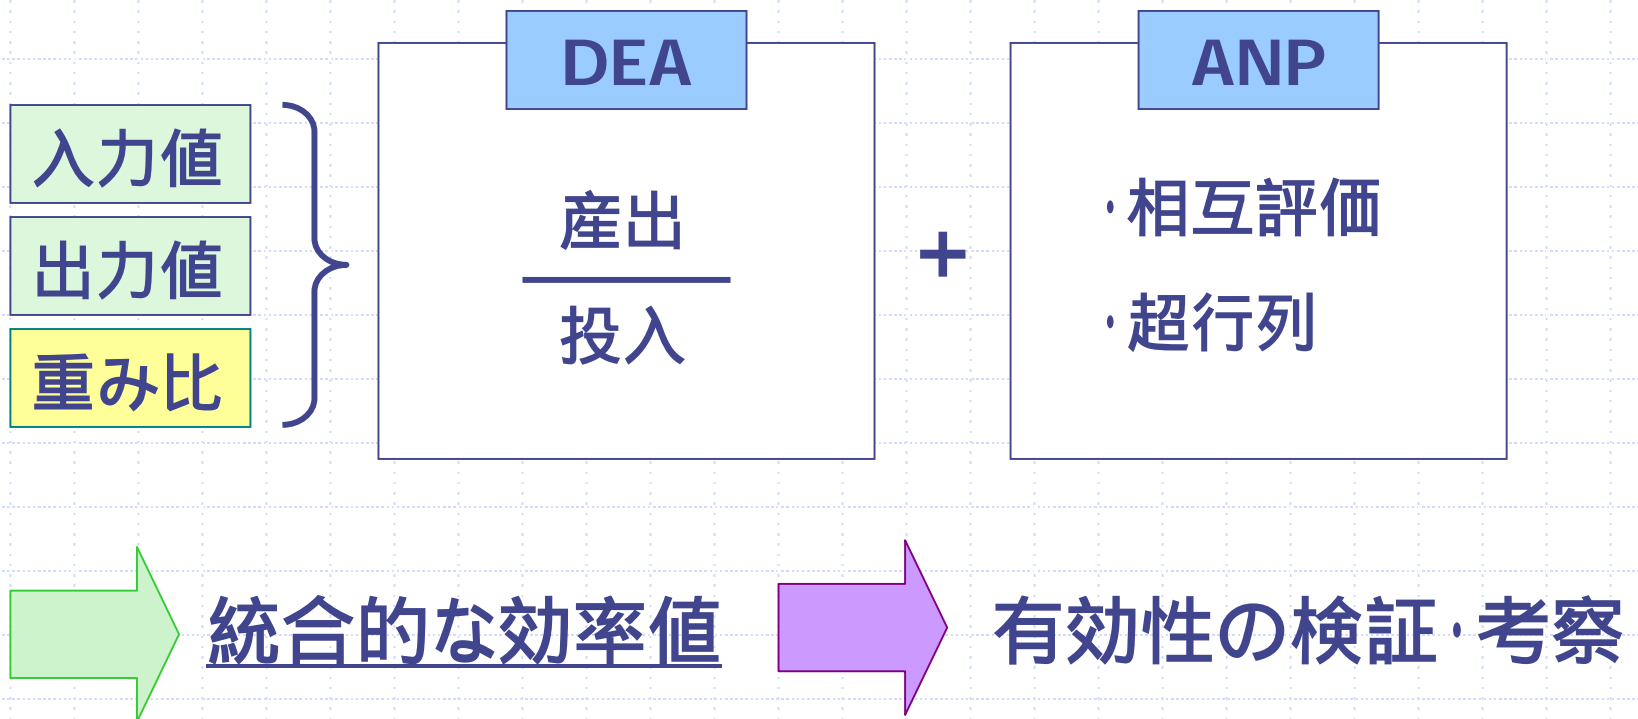 DEA
ANP
入力値
出力値
重み比
産出
投入
+
・相互評価
・超行列
統合的な効率値
有効性の検証・考察